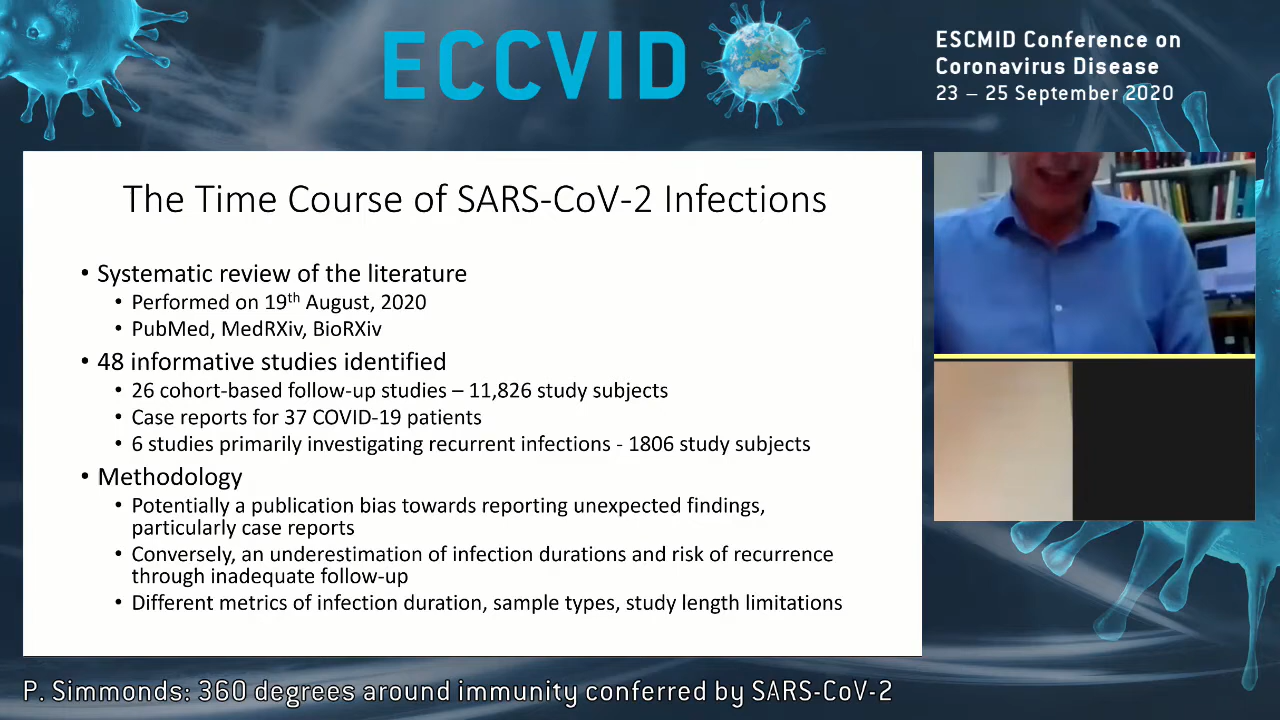 ECCVID
ESCMID Conference on
Coronavirus Disease
23 – 25 September 2020
The Time Course of SARS-CoV-2 Infections
• Systematic review of the literature
• Performed on 19th August, 2020
• PubMed, MedRXiv, BioRXiv
• 48 informative studies identified
• 26 cohort-based follow-up studies – 11,826 study subjects
• Case reports for 37 COVID-19 patients
• 6 studies primarily investigating recurrent infections - 1806 study subjects
• Methodology
• Potentially a publication bias towards reporting unexpected findings,
particularly case reports
• Conversely, an underestimation of infection durations and risk of recurrence
through inadequate follow-up
• Different metrics of infection duration, sample types, study length limitations
P. Simmonds: 360 degrees around immunity conferred by SARS-CoV-2